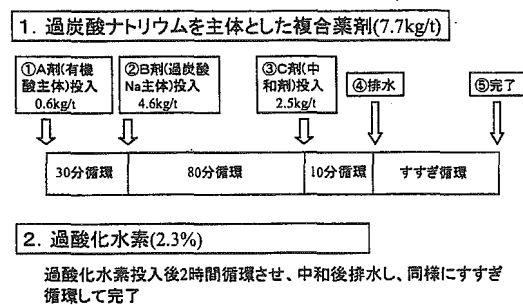 1. 過炭酸ナトリウムを主体とした複合薬剤(7.7kg/t)
①A剤(有機
酸主体)投入
0.6kg/t
②B剤(過炭酸
Na主体)投入
4.6kg/t
③C剤(中
和剤)投入
2.5kg/t
④排水
⑤完了
30分循環
80分循環
10分循環
すすぎ循環
2. 過酸化水素(2.3%)
過酸化水素投入後2時間循環させ、中和後排水し、同様にすすぎ
循環して完了